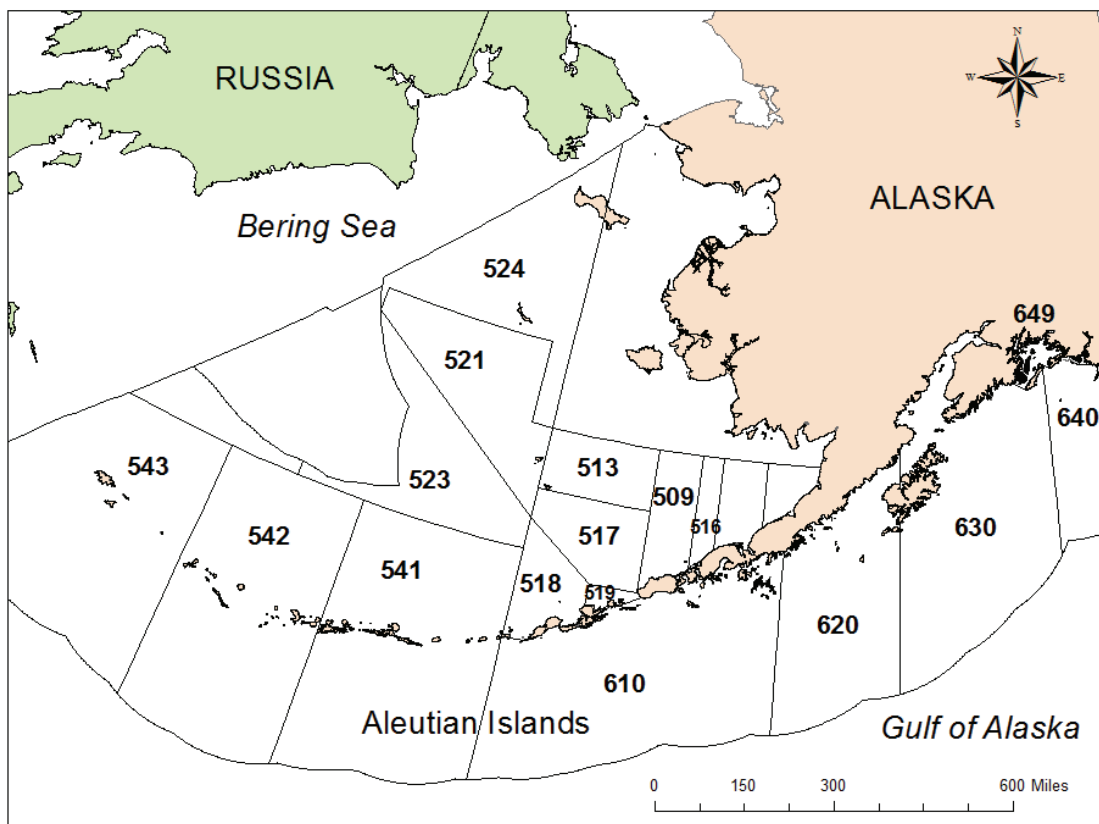 N
W E
S
RUSSIA
ALASKA
Bering Sea
524
649
521
640
543
513
523
509
516
630
542
517
541
518
519
620
610
Aleutian Islands
Gulf of Alaska
0 150 300 600 Miles